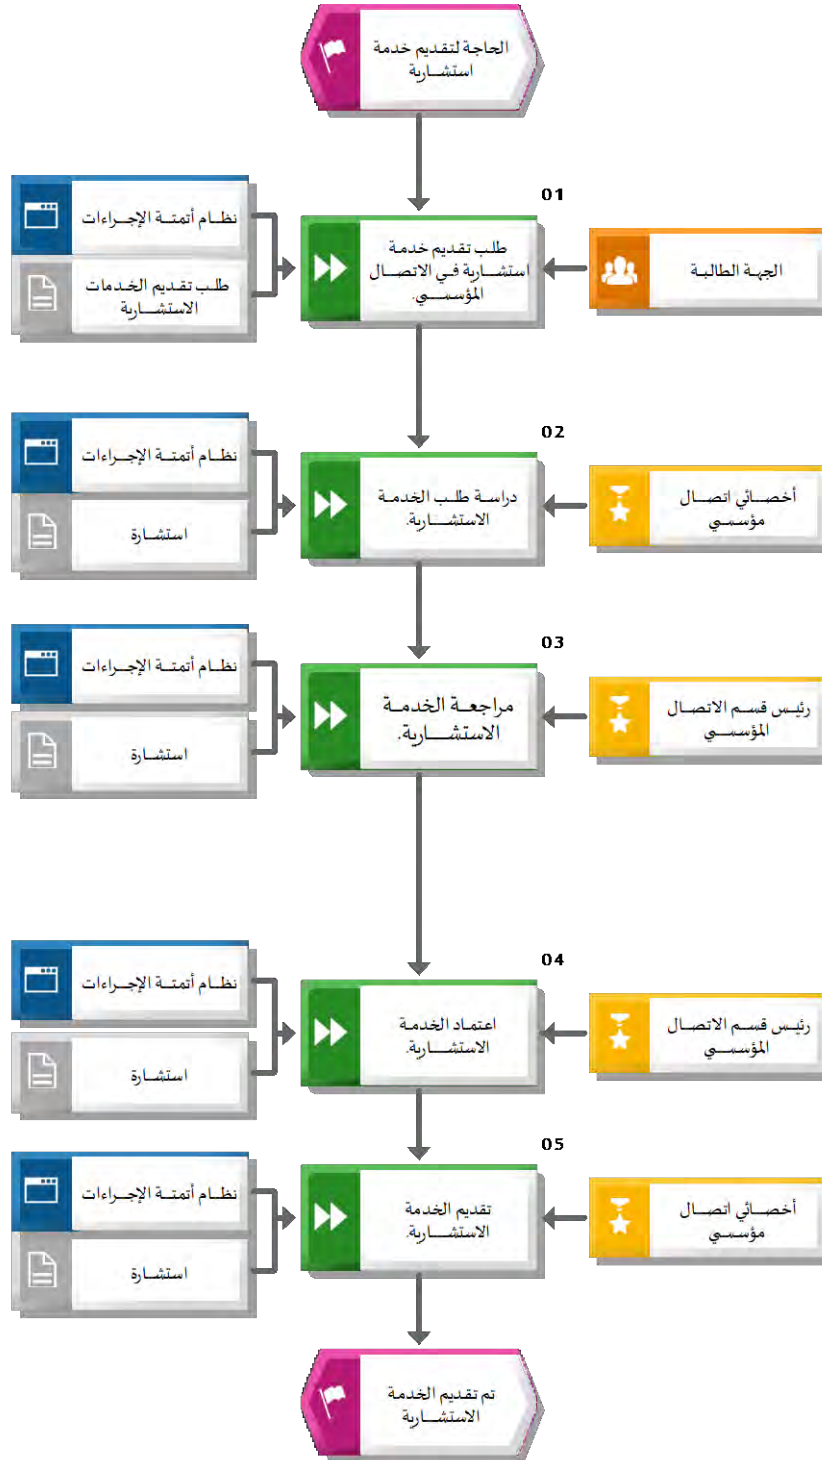 الحاجة لتقديم خدمة
استشارية
01
الجهة الطالبة
طلب تقديم خدمة
استشارية في الاتصال
المؤسسي.
نظام أتمتة الإجراءات
طلب تقديم الخدمات
الاستشارية
02
أخصائي اتصال
مؤسسي
دراسة طلب الخدمة
الاستشارية.
نظام أتمتة الإجراءات
استشارة
03
رئيس قسم الاتصال
المؤسسي
مراجعة الخدمة
الاستشارية.
نظام أتمتة الإجراءات
استشارة
04
رئيس قسم الاتصال
المؤسسي
اعتماد الخدمة
الاستشارية.
نظام أتمتة الإجراءات
استشارة
05
أخصائي اتصال
مؤسسي
تقديم الخدمة
الاستشارية.
نظام أتمتة الإجراءات
استشارة
تم تقديم الخدمة
الاستشارية